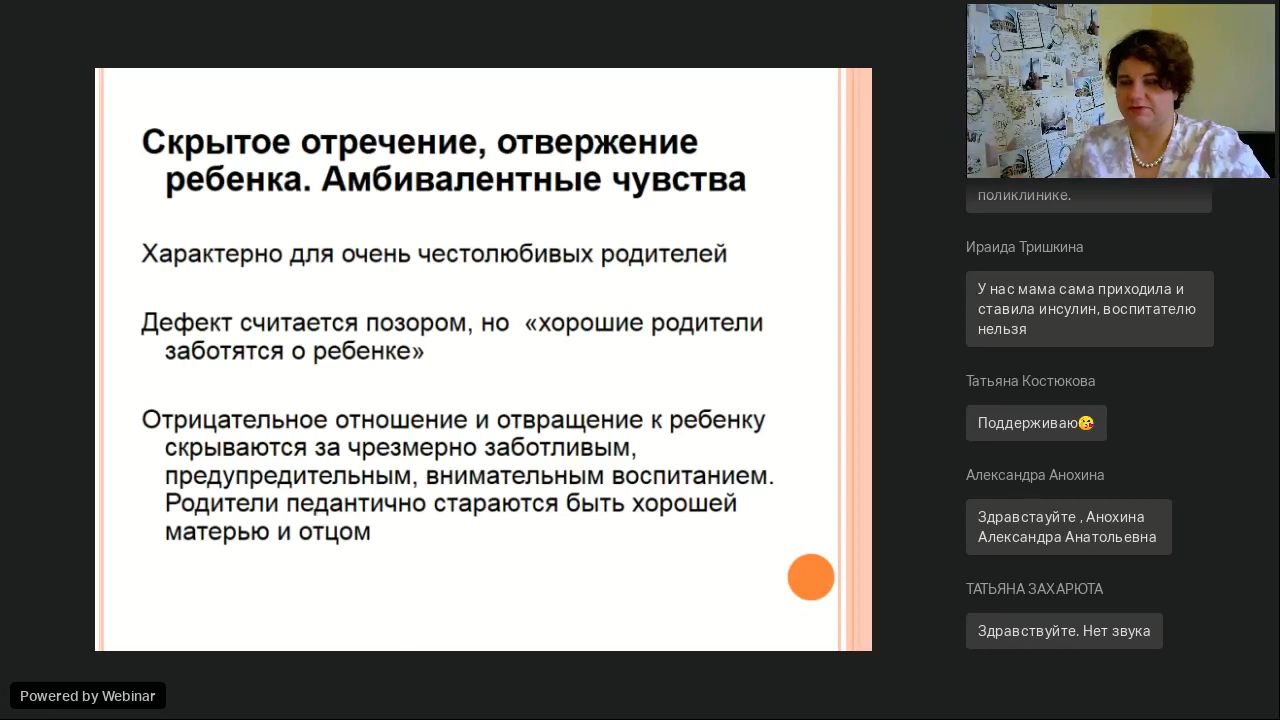 Скрытое отречение, отвержение
ребенка. Амбивалентные чувства
Характерно для очень честолюбивых родителей
Дефект считается позором, но «хорошие родители
заботятся о ребенке»
Отрицательное отношение и отвращение к ребенку
скрываются за чрезмерно заботливым,
предупредительным, внимательным воспитанием.
Родители педантично стараются быть хорошей
матерью и отцом
поликлинике.
Ираида Тришкина
У нас мама сама приходила и
ставила инсулин, воспитателю
нельзя
Татьяна Костюкова
Поддерживаю😘
Александра Анохина
Здравстауйте , Анохина
Александра Анатольевна
ТАТЬЯНА ЗАХАРЮТА
Здравствуйте. Нет звука
Powered by Webinar